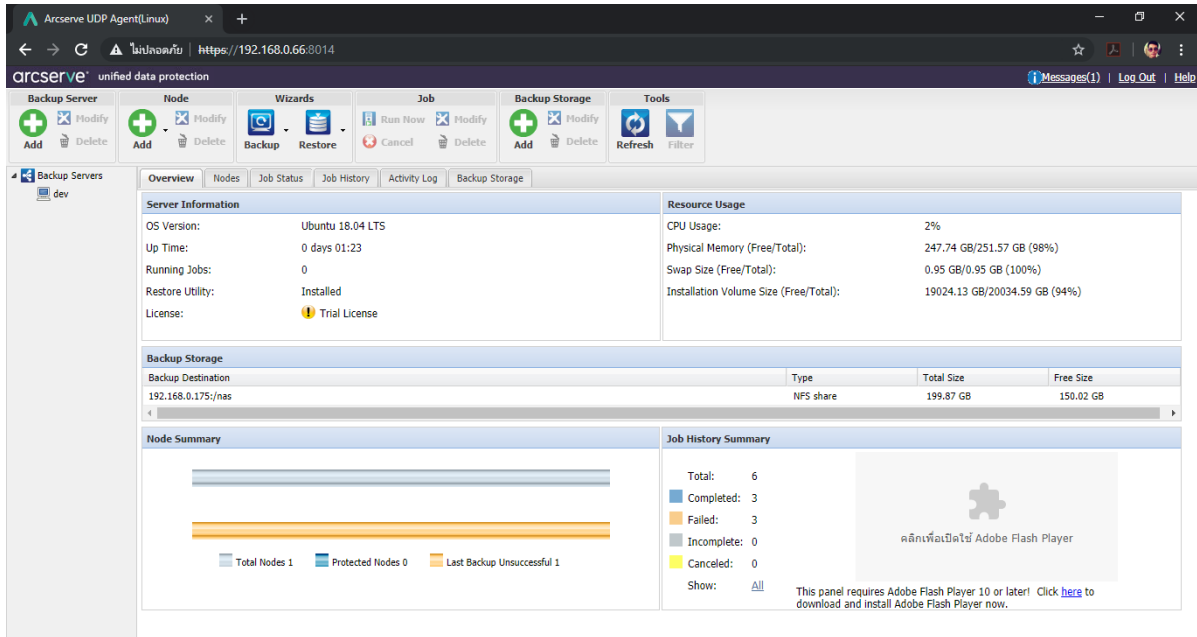 Arcserve UDP Agent(Linux)
ไม่ปลอดภัย | https://192.168.0.66:8014
arcserve unified data protection
Messages(1) | Log Out | Help
Backup Server Node Wizards Job Backup Storage Tools
Add Modify Delete Add Modify Delete Backup Restore Run Now Modify Cancel Delete Add Modify Delete Refresh Filter
Backup Servers
dev
Overview Nodes Job Status Job History Activity Log Backup Storage
Server Information
OS Version: Ubuntu 18.04 LTS
Up Time: 0 days 01:23
Running Jobs: 0
Restore Utility: Installed
License: Trial License
Resource Usage
CPU Usage: 2%
Physical Memory (Free/Total): 247.74 GB/251.57 GB (98%)
Swap Size (Free/Total): 0.95 GB/0.95 GB (100%)
Installation Volume Size (Free/Total): 19024.13 GB/20034.59 GB (94%)
Backup Storage
Backup Destination Type Total Size Free Size
192.168.0.175:/nas NFS share 199.87 GB 150.02 GB
Node Summary
Total Nodes 1 Protected Nodes 0 Last Backup Unsuccessful 1
Job History Summary
Total: 6
Completed: 3
Failed: 3
Incomplete: 0
Canceled: 0
Show: All
คลิกเพื่อเปิดใช้ Adobe Flash Player
This panel requires Adobe Flash Player 10 or later! Click here to
download and install Adobe Flash Player now.